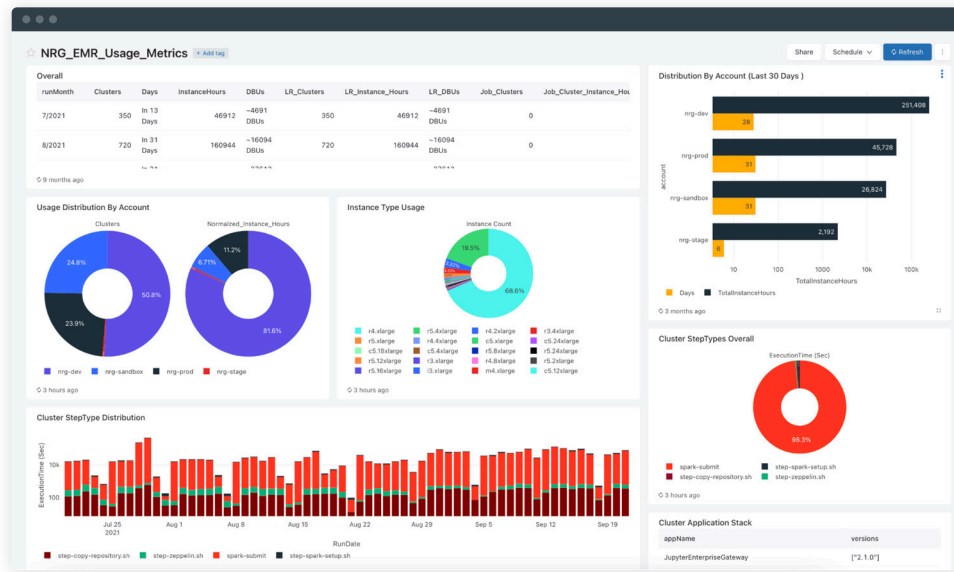 NRG_EMR_Usage_Metrics + Add tag
Share Schedule Refresh
Overall
runMonth Clusters Days InstanceHours DBUs LR_Clusters LR_Instance_Hours LR_DBUs Job_Clusters Job_Cluster_Instance_Hou
7/2021 350 In 13 Days 46912 ~4691 DBUs 350 46912 ~4691 DBUs 0
8/2021 720 In 31 Days 160944 ~16094 DBUs 720 160944 ~16094 DBUs 0
9 months ago
Distribution By Account (Last 30 Days )
account
nrg-dev
251,408
28
nrg-prod
45,728
31
nrg-sandbox
26,824
31
nrg-stage
2,192
6
10 100 1000 10k 100k
TotalInstanceHours
Days TotalInstanceHours
3 months ago
Usage Distribution By Account
Clusters Normalized_Instance_Hours
24.8%
50.8%
23.9%
11.2%
6.71%
81.6%
nrg-dev nrg-sandbox nrg-prod nrg-stage
3 hours ago
Instance Type Usage
Instance Count
19.5%
68.6%
r4.xlarge r5.4xlarge r4.2xlarge r3.4xlarge
r5.xlarge r4.4xlarge c5.xlarge c5.24xlarge
c5.18xlarge c5.4xlarge r5.8xlarge r5.24xlarge
r5.12xlarge r3.xlarge r4.8xlarge r5.2xlarge
r5.16xlarge i3.xlarge m4.xlarge c5.12xlarge
3 hours ago
Cluster StepTypes Overall
ExecutionTime (Sec)
98.3%
spark-submit step-spark-setup.sh
step-copy-repository.sh step-zeppelin.sh
3 hours ago
Cluster StepType Distribution
ExecutionTime (Sec)
10k
100
Jul 25 2021 Aug 1 Aug 8 Aug 15 Aug 22 Aug 29 Sep 5 Sep 12 Sep 19
RunDate
step-copy-repository.sh step-zeppelin.sh spark-submit step-spark-setup.sh
Cluster Application Stack
appName versions
JupyterEnterpriseGateway ["2.1.0"]